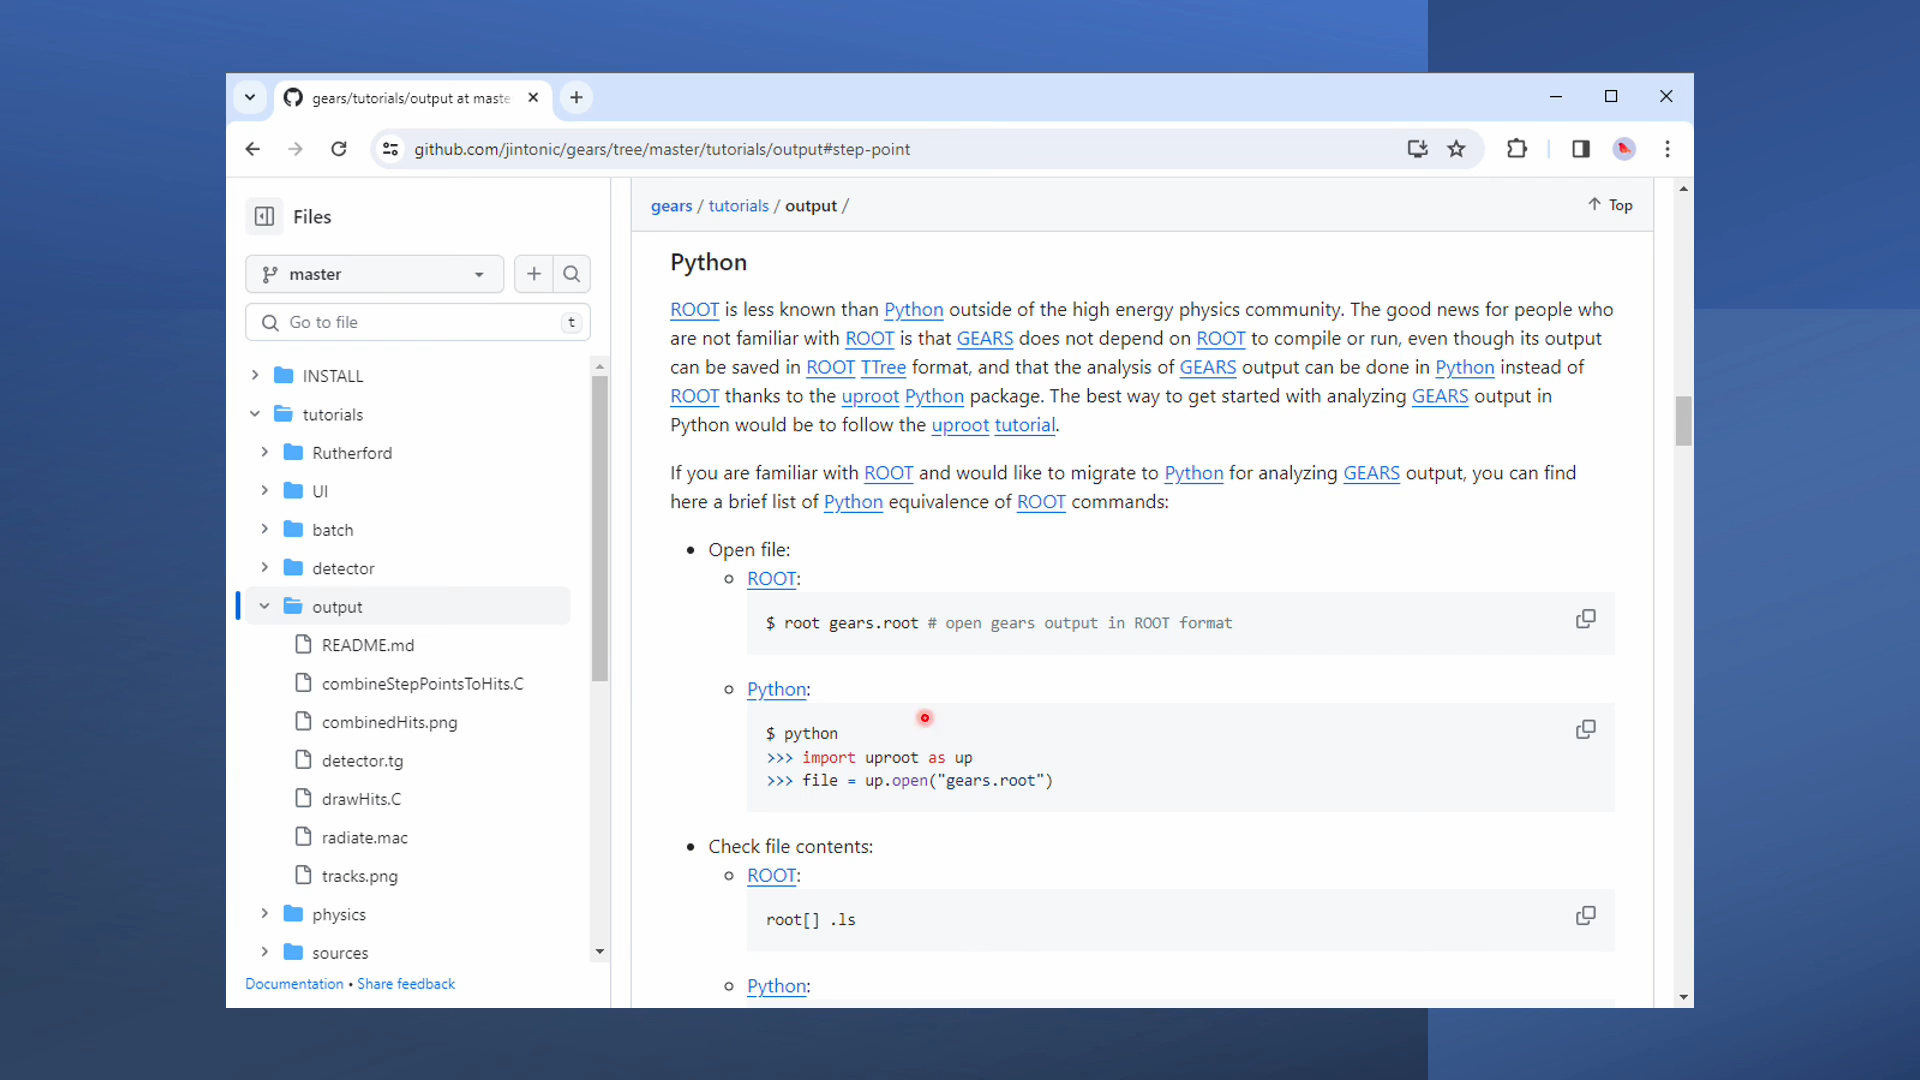 gears/tutorials/output at maste
github.com/jintonic/gears/tree/master/tutorials/output#step-point
Files
master
Go to file
t
INSTALL
tutorials
Rutherford
UI
batch
detector
output
README.md
combineStepPointsToHits.C
combinedHits.png
detector.tg
drawHits.C
radiate.mac
tracks.png
physics
sources
Documentation • Share feedback
gears / tutorials / output /
Top
Python
ROOT is less known than Python outside of the high energy physics community. The good news for people who
are not familiar with ROOT is that GEARS does not depend on ROOT to compile or run, even though its output
can be saved in ROOT TTree format, and that the analysis of GEARS output can be done in Python instead of
ROOT thanks to the uproot Python package. The best way to get started with analyzing GEARS output in
Python would be to follow the uproot tutorial.
If you are familiar with ROOT and would like to migrate to Python for analyzing GEARS output, you can find
here a brief list of Python equivalence of ROOT commands:
• Open file:
ROOT:
$ root gears.root # open gears output in ROOT format
Python:
$ python
>>> import uproot as up
>>> file = up.open("gears.root")
• Check file contents:
ROOT:
root[] .ls
Python: